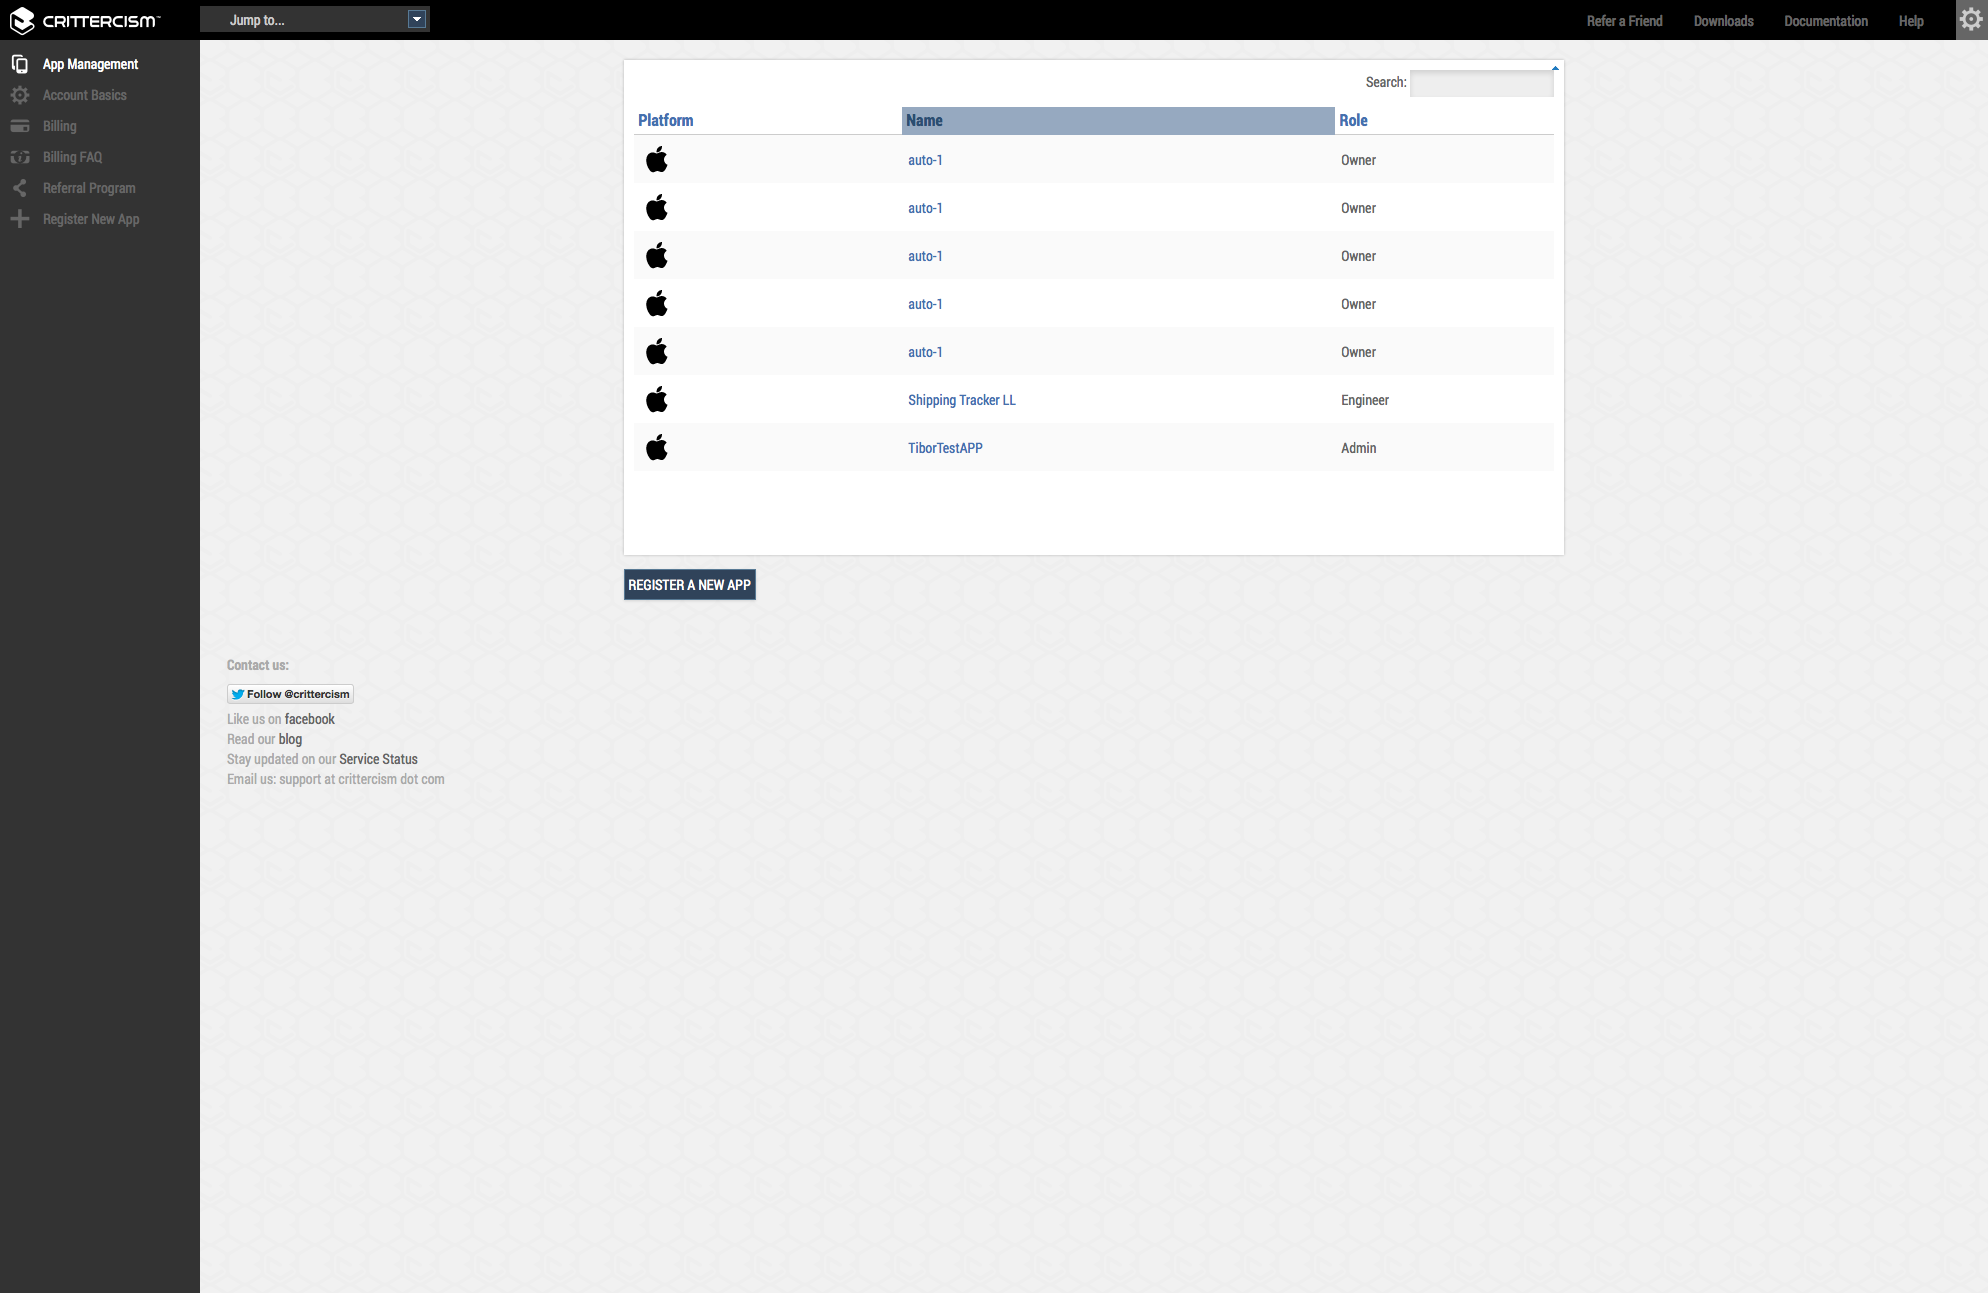 CRITTERCISM™
Jump to...
Refer a Friend
Downloads
Documentation
Help
App Management
Account Basics
Billing
Billing FAQ
Referral Program
Register New App
Search:
Platform Name Role
auto-1 Owner
auto-1 Owner
auto-1 Owner
auto-1 Owner
auto-1 Owner
Shipping Tracker LL Engineer
TiborTestAPP Admin
REGISTER A NEW APP
Contact us:
Follow @crittercism
Like us on facebook
Read our blog
Stay updated on our Service Status
Email us: support at crittercism dot com